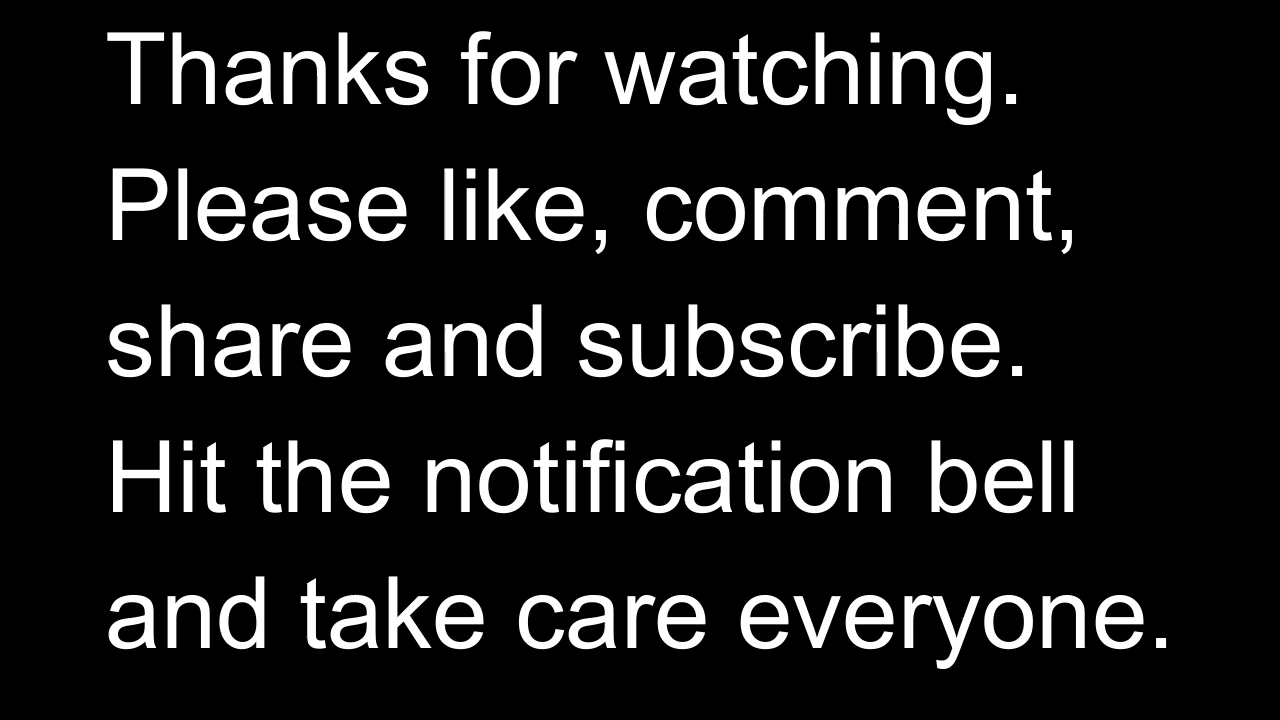 Thanks for watching.
Please like, comment,
share and subscribe.
Hit the notification bell
and take care everyone.